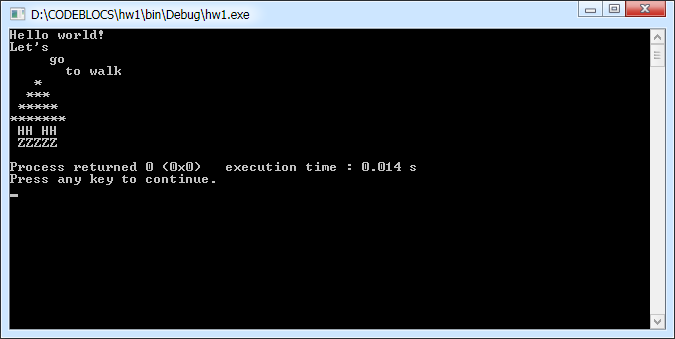 D:\CODEBLOCS\hw1\bin\Debug\hw1.exe
Hello world!
Let's
     go
       to walk
   *
  ***
 *****
*******
 HH HH
 ZZZZZ
Process returned 0 (0x0)   execution time : 0.014 s
Press any key to continue.